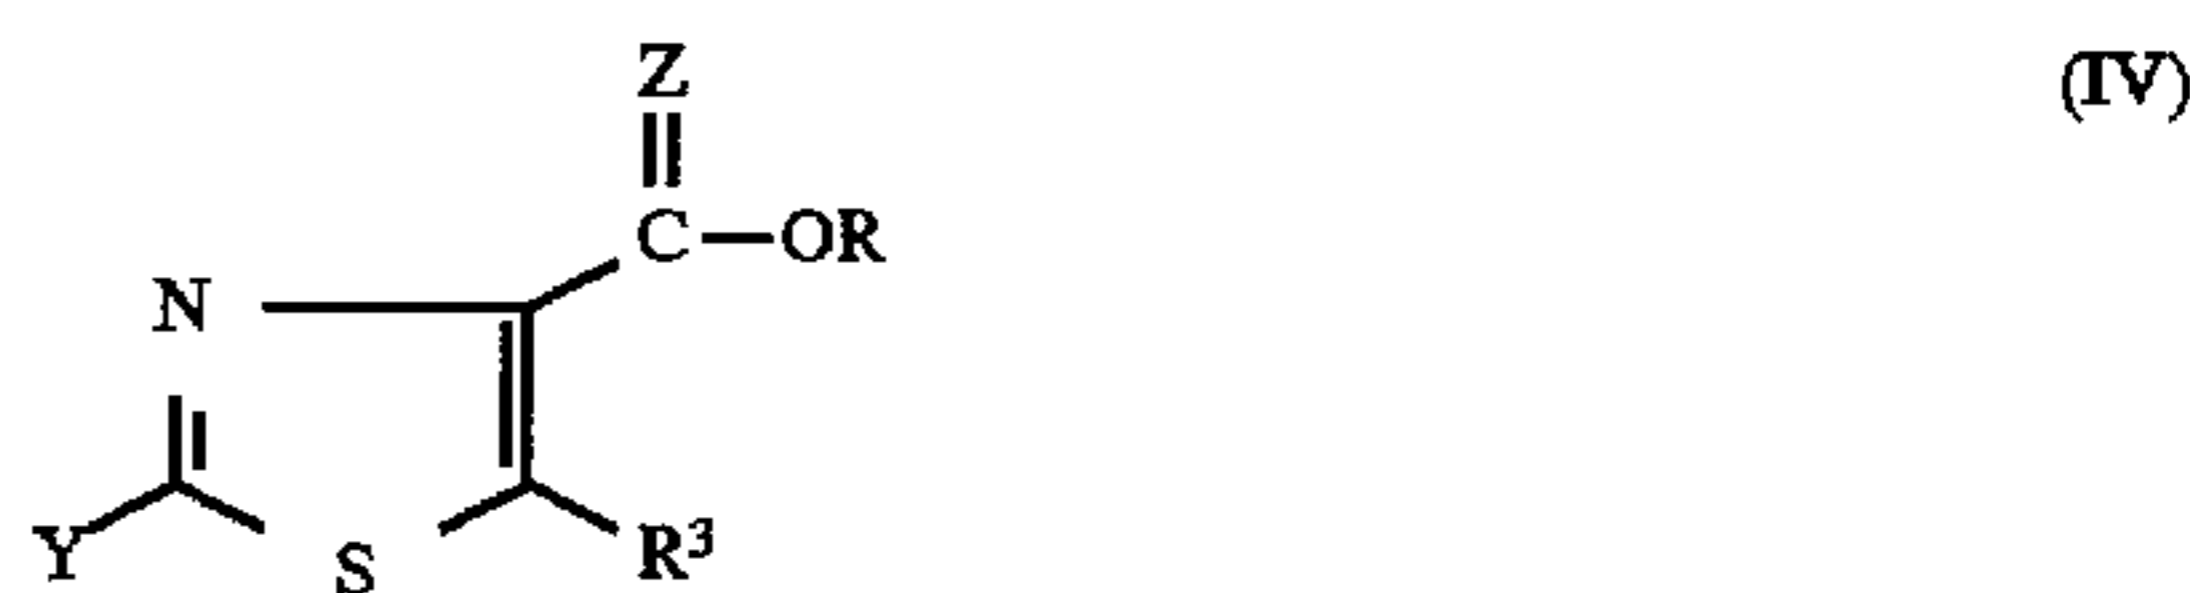 Z (IV)
C—OR
N
Y S R³